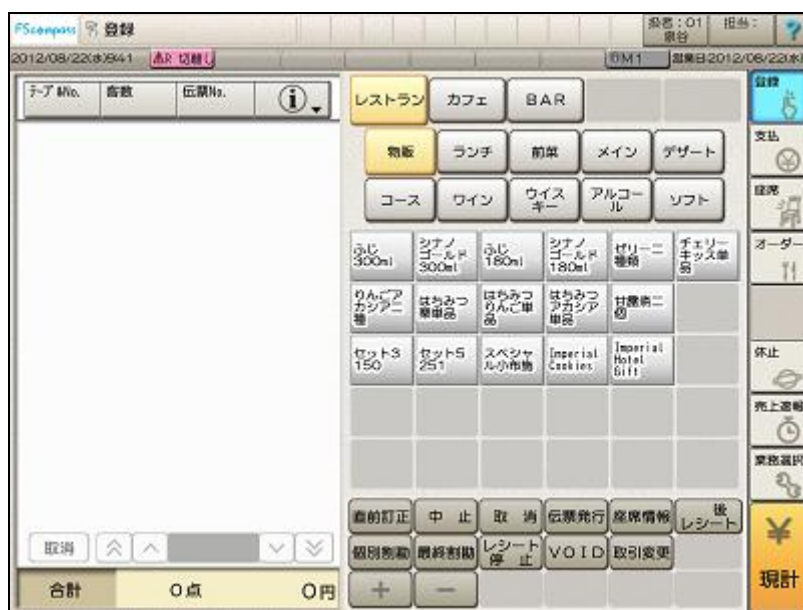 FScompass 登録
扱者:01 担当:
泉谷
?
2012/08/22(水)9:41 AR 切離し
DM1 営業日2012/08/22(水)
テーブルNo. 客数 伝票No. i
レストラン カフェ BAR
物販 ランチ 前菜 メイン デザート
コース ワイン ウイスキー アルコール ソフト
ふじ
300ml
シナノ
ゴールド
300ml
ふじ
180ml
シナノ
ゴールド
180ml
ゼリー二
種類
チェリー
キッス単
品
りんごア
カシア二
種
はちみつ
単品
はちみつ
りんご単
品
はちみつ
アカシア
単品
二
個
セット3
150
セット5
251
スペシャ
ル小布施
Imperial
Cookies
Imperial
Hotel
Gift
直前訂正 中 止 取 消 伝票発行 座席情報 後
レシート
個別割勘 最終割勘 レシート
停 止
VOID 取引変更
+ −
取消
合計 0点 0円
登録
支払
座席
オーダー
休止
売上速報
業務選択
¥
現計